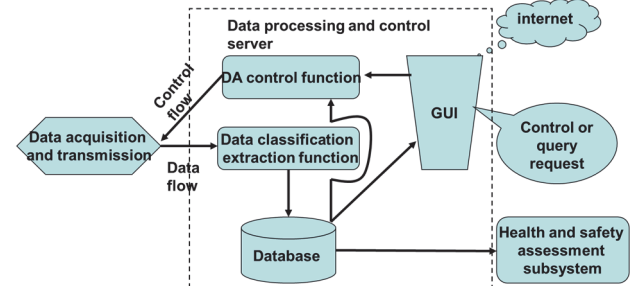 internet
Data processing and control
server
DA control function
Control
flow
GUI
Data acquisition
and transmission
Data classification
extraction function
Control or
query
request
Data
flow
Database
Health and safety
assessment
subsystem